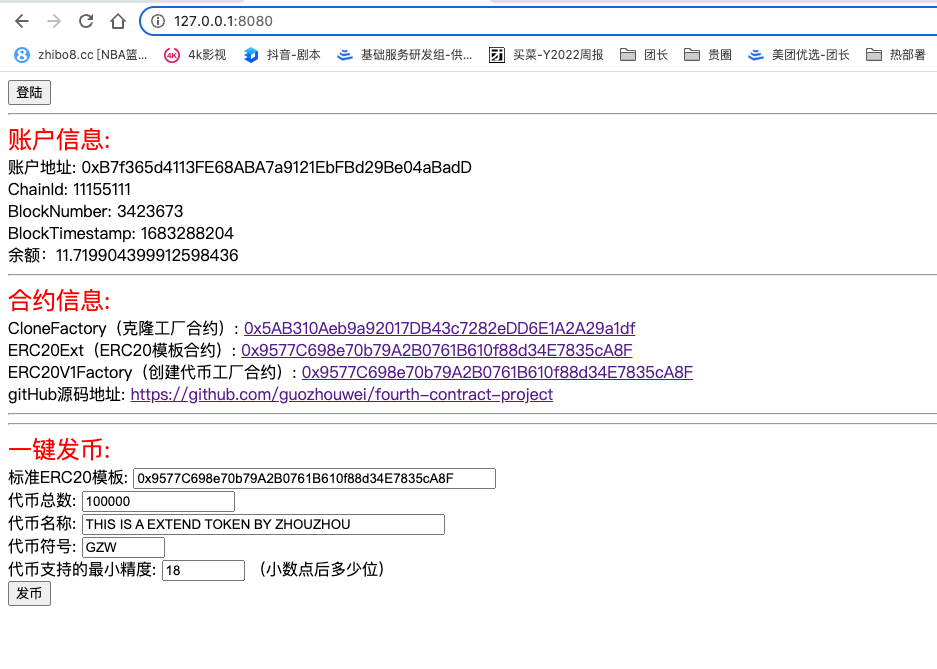 127.0.0.1:8080
zhibo8.cc [NBA篮... 4k影视 抖音-剧本 基础服务研发组-供... 买菜-Y2022周报 团长 贵圈 美团优选-团长 热部署
登陆
账户信息:
账户地址: 0xB7f365d4113FE68ABA7a9121EbFBd29Be04aBadD
ChainId: 11155111
BlockNumber: 3423673
BlockTimestamp: 1683288204
余额：11.719904399912598436
合约信息:
CloneFactory（克隆工厂合约）: 0x5AB310Aeb9a92017DB43c7282eDD6E1A2A29a1df
ERC20Ext（ERC20模板合约）: 0x9577C698e70b79A2B0761B610f88d34E7835cA8F
ERC20V1Factory（创建代币工厂合约）: 0x9577C698e70b79A2B0761B610f88d34E7835cA8F
gitHub源码地址: https://github.com/guozhouwei/fourth-contract-project
一键发币:
标准ERC20模板: 0x9577C698e70b79A2B0761B610f88d34E7835cA8F
代币总数: 100000
代币名称: THIS IS A EXTEND TOKEN BY ZHOUZHOU
代币符号: GZW
代币支持的最小精度: 18 （小数点后多少位）
发币